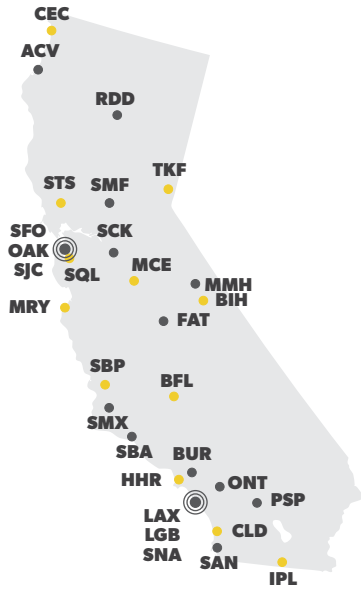 CEC
ACV
RDD
TKF
STS
SMF
SFO
OAK
SJC
SCK
SQL
MCE
MMH
BIH
MRY
FAT
SBP
BFL
SMX
SBA
BUR
HHR
ONT
PSP
LAX
LGB
SNA
CLD
SAN
IPL